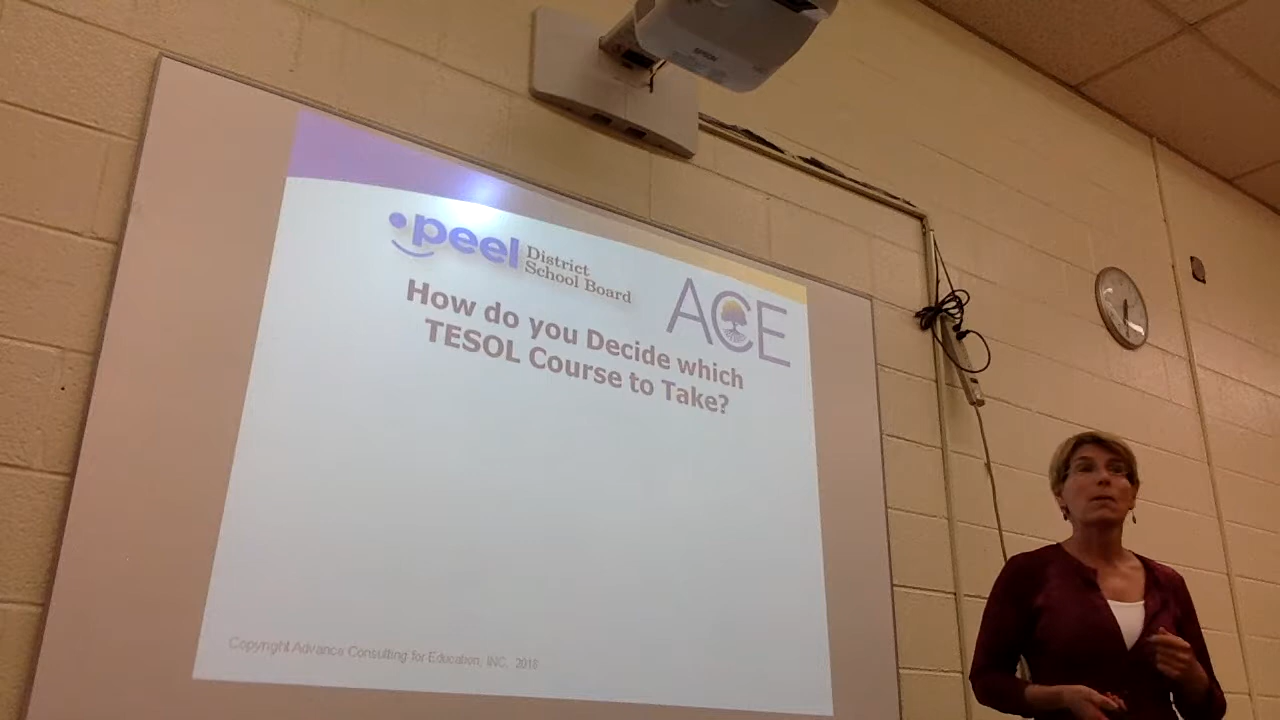 EPSON
peel
District
School Board
ACE
How do you Decide which
TESOL Course to Take?
Copyright Advance Consulting for Education, INC, 2018